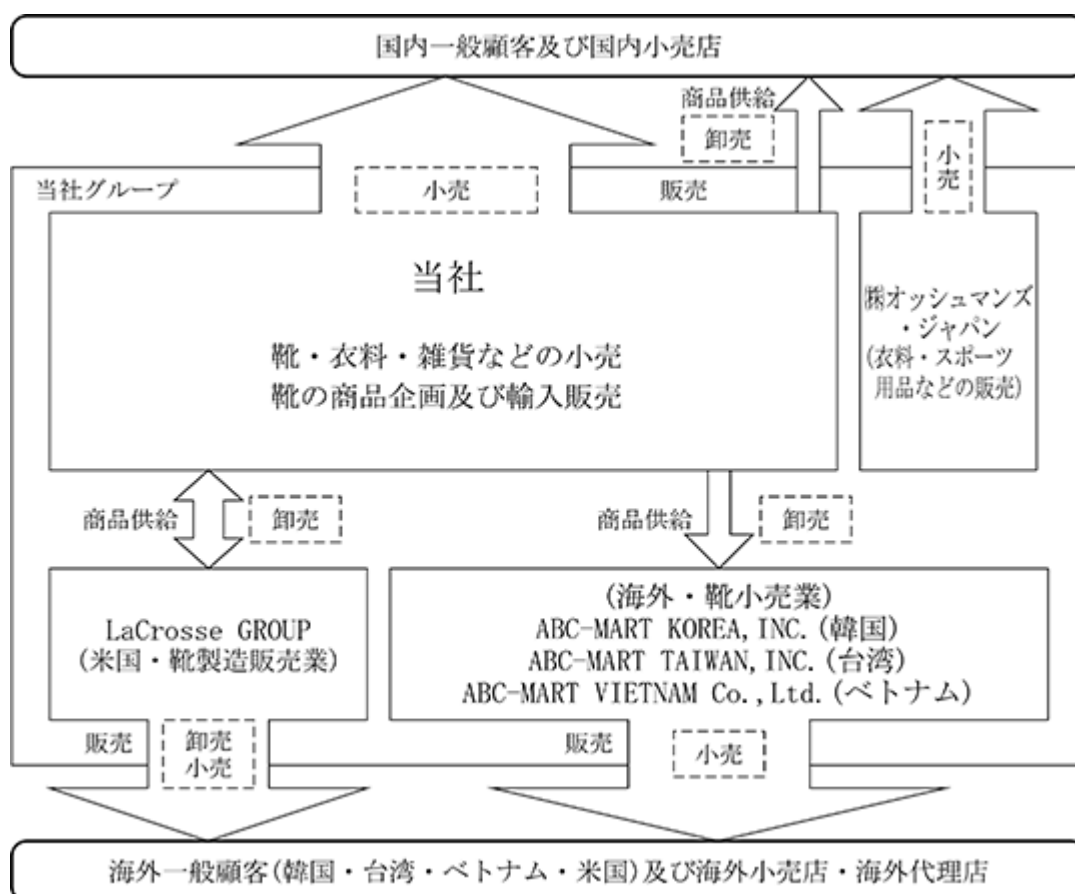 国内一般顧客及び国内小売店
商品供給
卸売
小売
当社グループ
小売
販売
当社
靴・衣料・雑貨などの小売
靴の商品企画及び輸入販売
㈱オッシュマンズ
・ジャパン
(衣料・スポーツ
用品などの販売)
商品供給
卸売
商品供給
卸売
LaCrosse GROUP
(米国・靴製造販売業)
(海外・靴小売業)
ABC-MART KOREA,INC.(韓国)
ABC-MART TAIWAN,INC.(台湾)
ABC-MART VIETNAM Co.,Ltd.(ベトナム)
販売
卸売
小売
販売
小売
海外一般顧客(韓国・台湾・ベトナム・米国)及び海外小売店・海外代理店